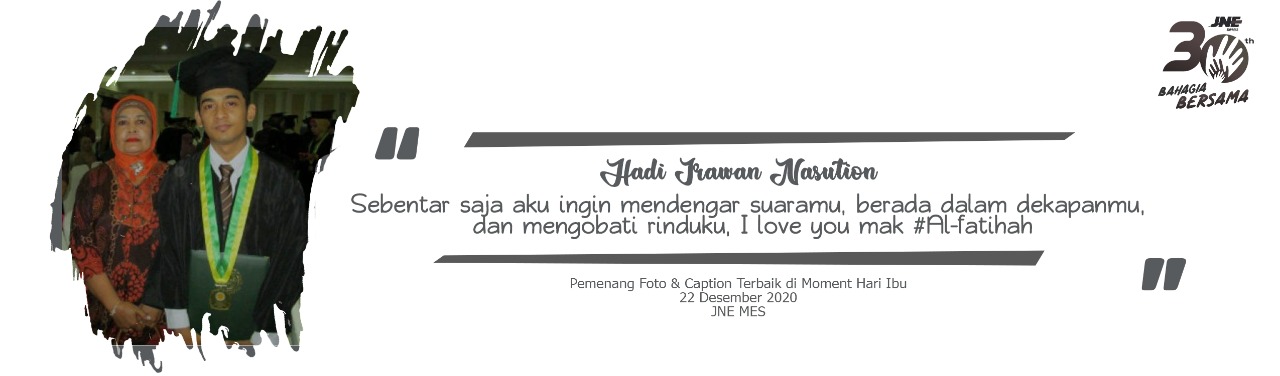 JNE
EXPRESS
30th
BAHAGIA
BERSAMA
Hadi Irawan Nasution
Sebentar saja aku ingin mendengar suaramu, berada dalam dekapanmu,
dan mengobati rinduku, I love you mak #Al-fatihah
Pemenang Foto & Caption Terbaik di Moment Hari Ibu
22 Desember 2020
JNE MES